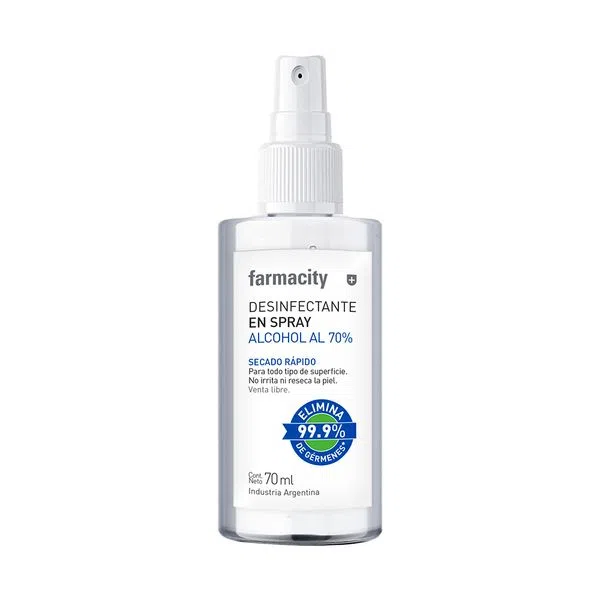 farmacity
DESINFECTANTE
EN SPRAY
ALCOHOL AL 70%
SECADO RÁPIDO
Para todo tipo de superficie.
No irrita ni reseca la piel.
Venta libre.
ELIMINA
99.9%
DE GÉRMENES*
Cont.
Neto 70 ml
Industria Argentina